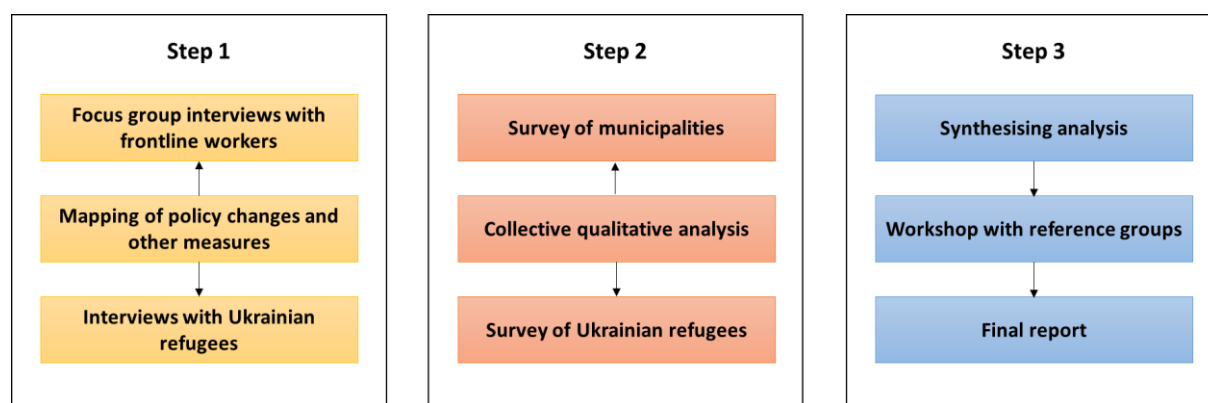 Step 1
Focus group interviews with
frontline workers
Mapping of policy changes and
other measures
Interviews with Ukrainian
refugees
Step 2
Survey of municipalities
Collective qualitative analysis
Survey of Ukrainian refugees
Step 3
Synthesising analysis
Workshop with reference groups
Final report